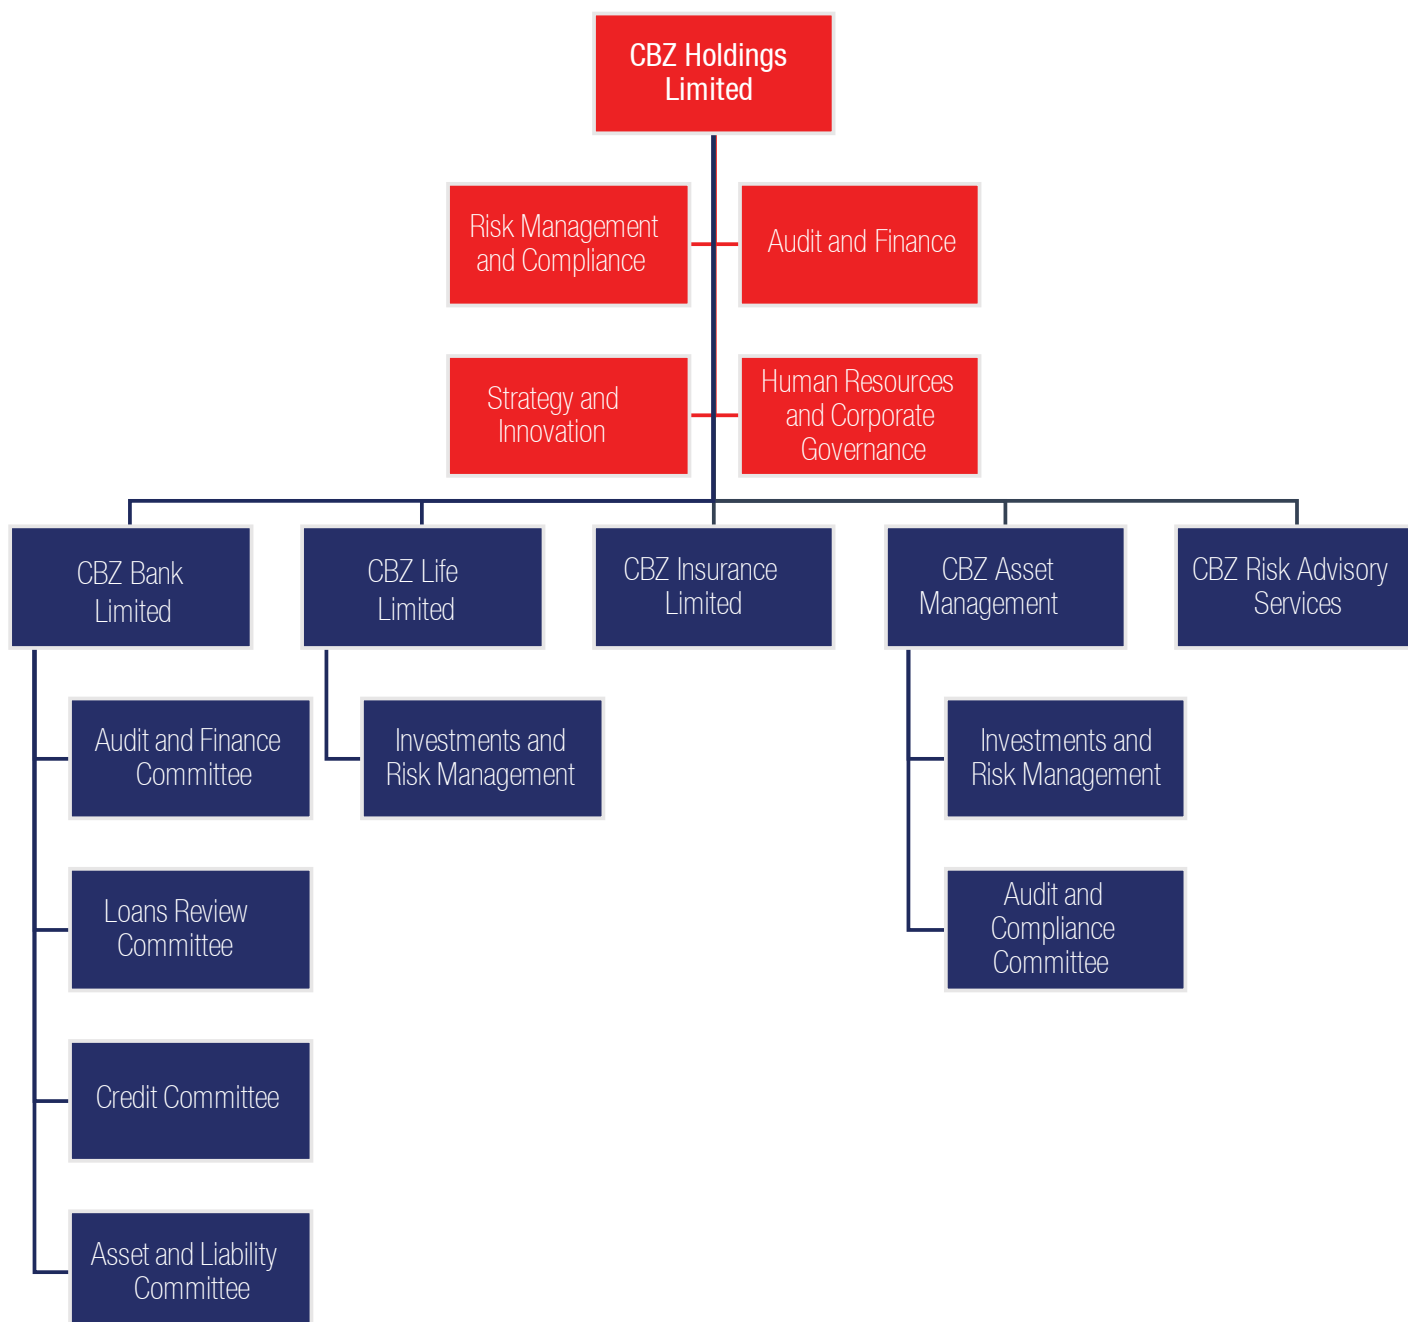 CBZ Holdings
Limited
Risk Management
and Compliance
Audit and Finance
Strategy and
Innovation
Human Resources
and Corporate
Governance
CBZ Bank
Limited
CBZ Life
Limited
CBZ Insurance
Limited
CBZ Asset
Management
CBZ Risk Advisory
Services
Audit and Finance
Committee
Investments and
Risk Management
Investments and
Risk Management
Loans Review
Committee
Audit and
Compliance
Committee
Credit Committee
Asset and Liability
Committee